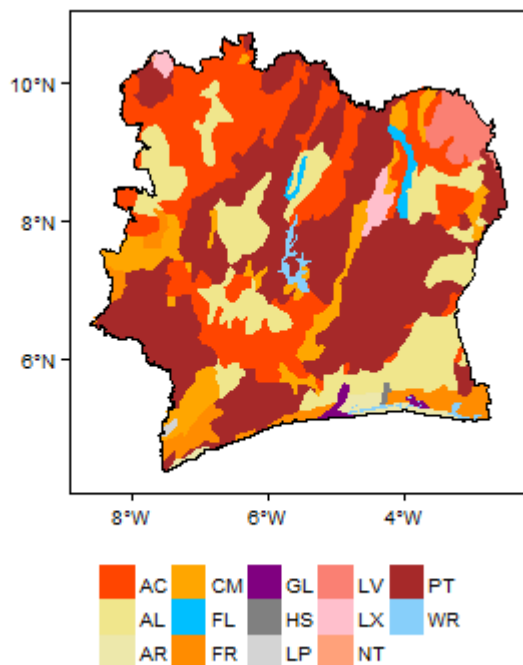 10°N
8°N
6°N
8°W 6°W 4°W
AC CM GL LV PT
AL FL HS LX WR
AR FR LP NT